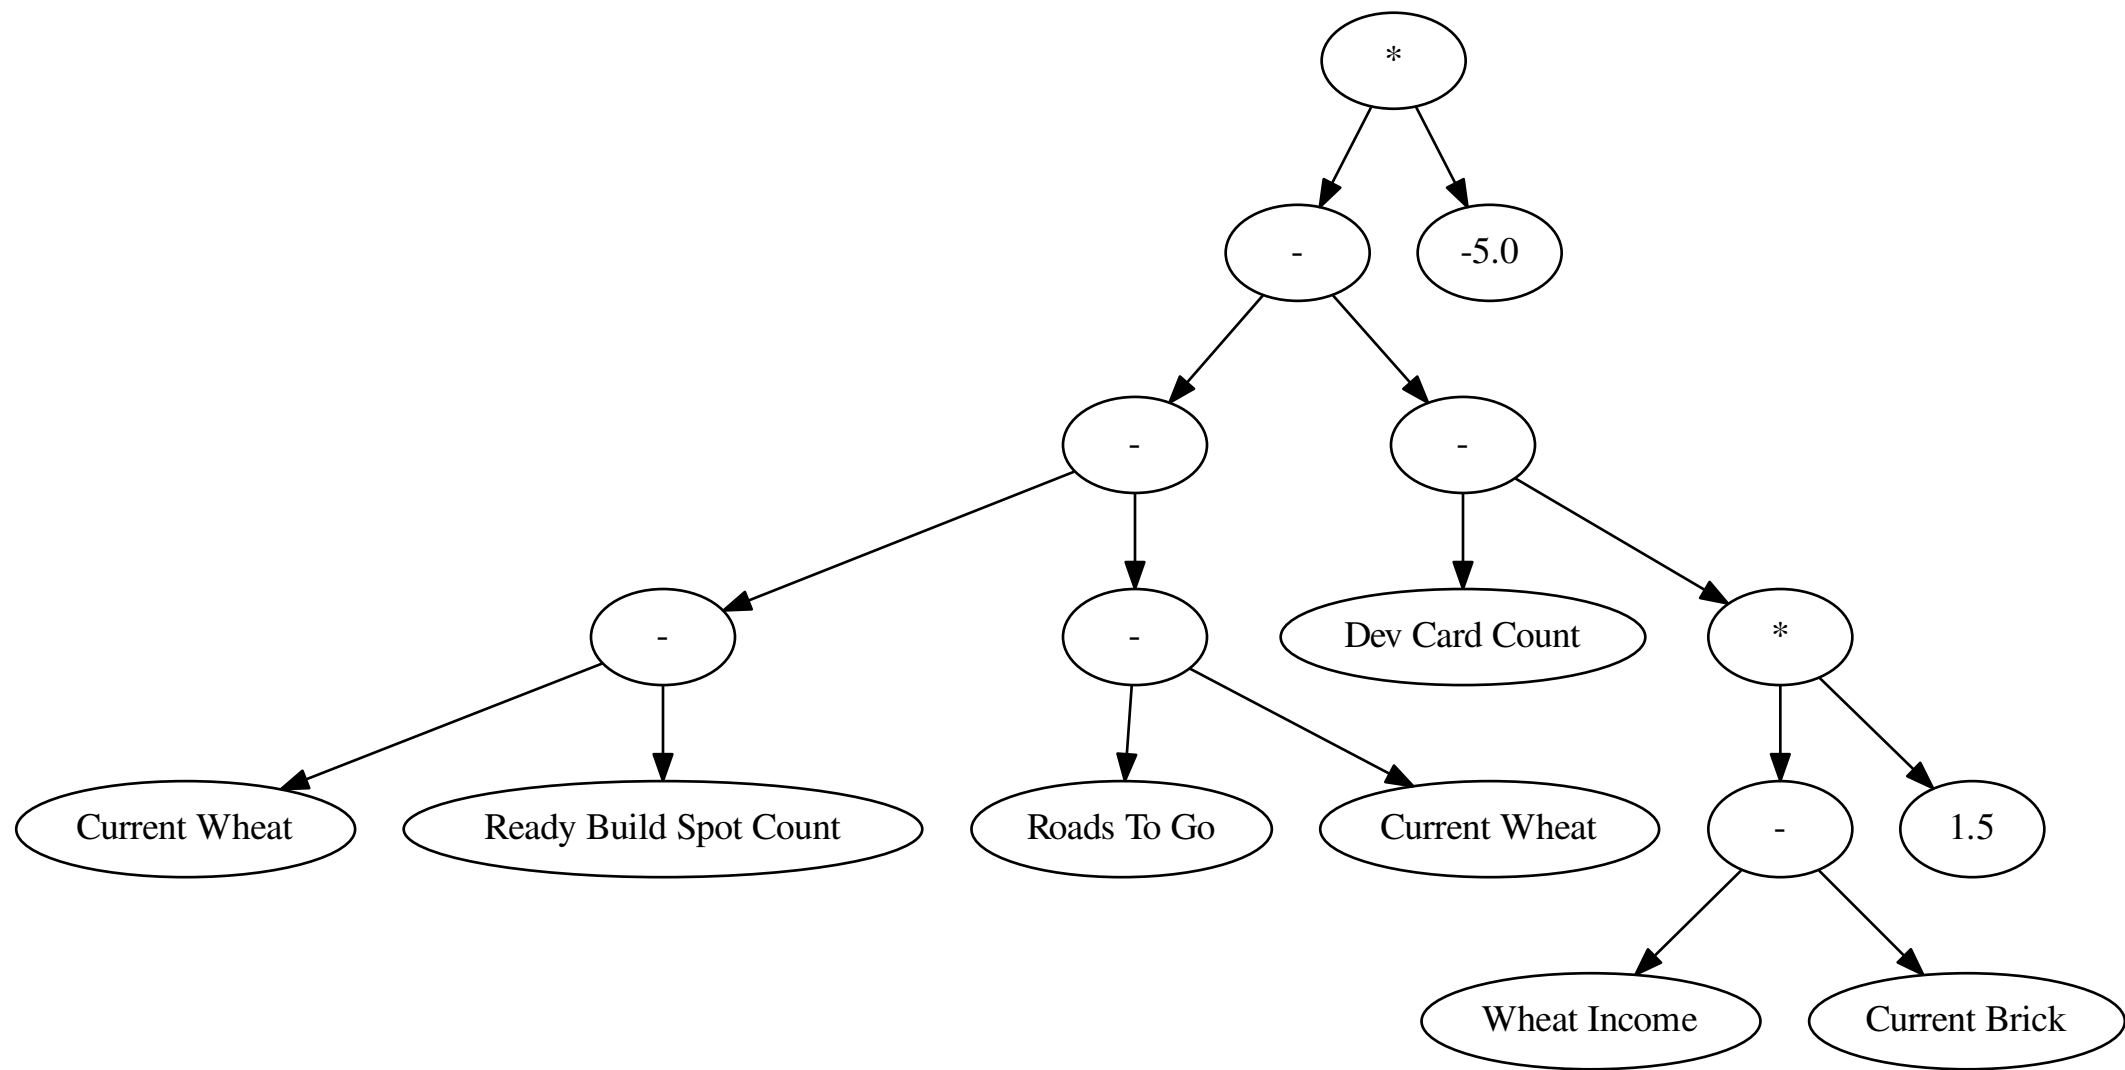 *
-
-5.0
-
-
-
-
Dev Card Count
*
Current Wheat
Ready Build Spot Count
Roads To Go
Current Wheat
-
1.5
Wheat Income
Current Brick